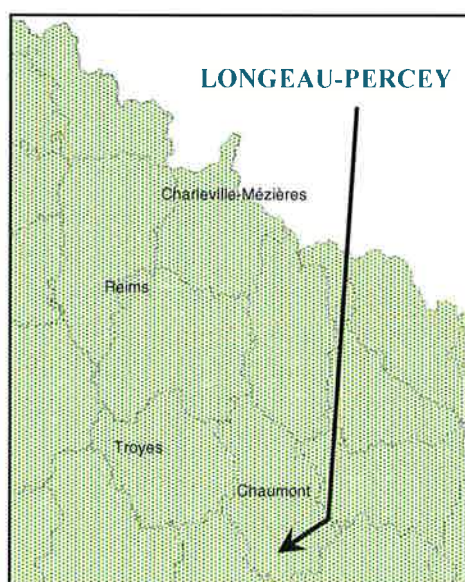 LONGEAU-PERCEY
Charleville-Mézières
Reims
Troyes
Chaumont